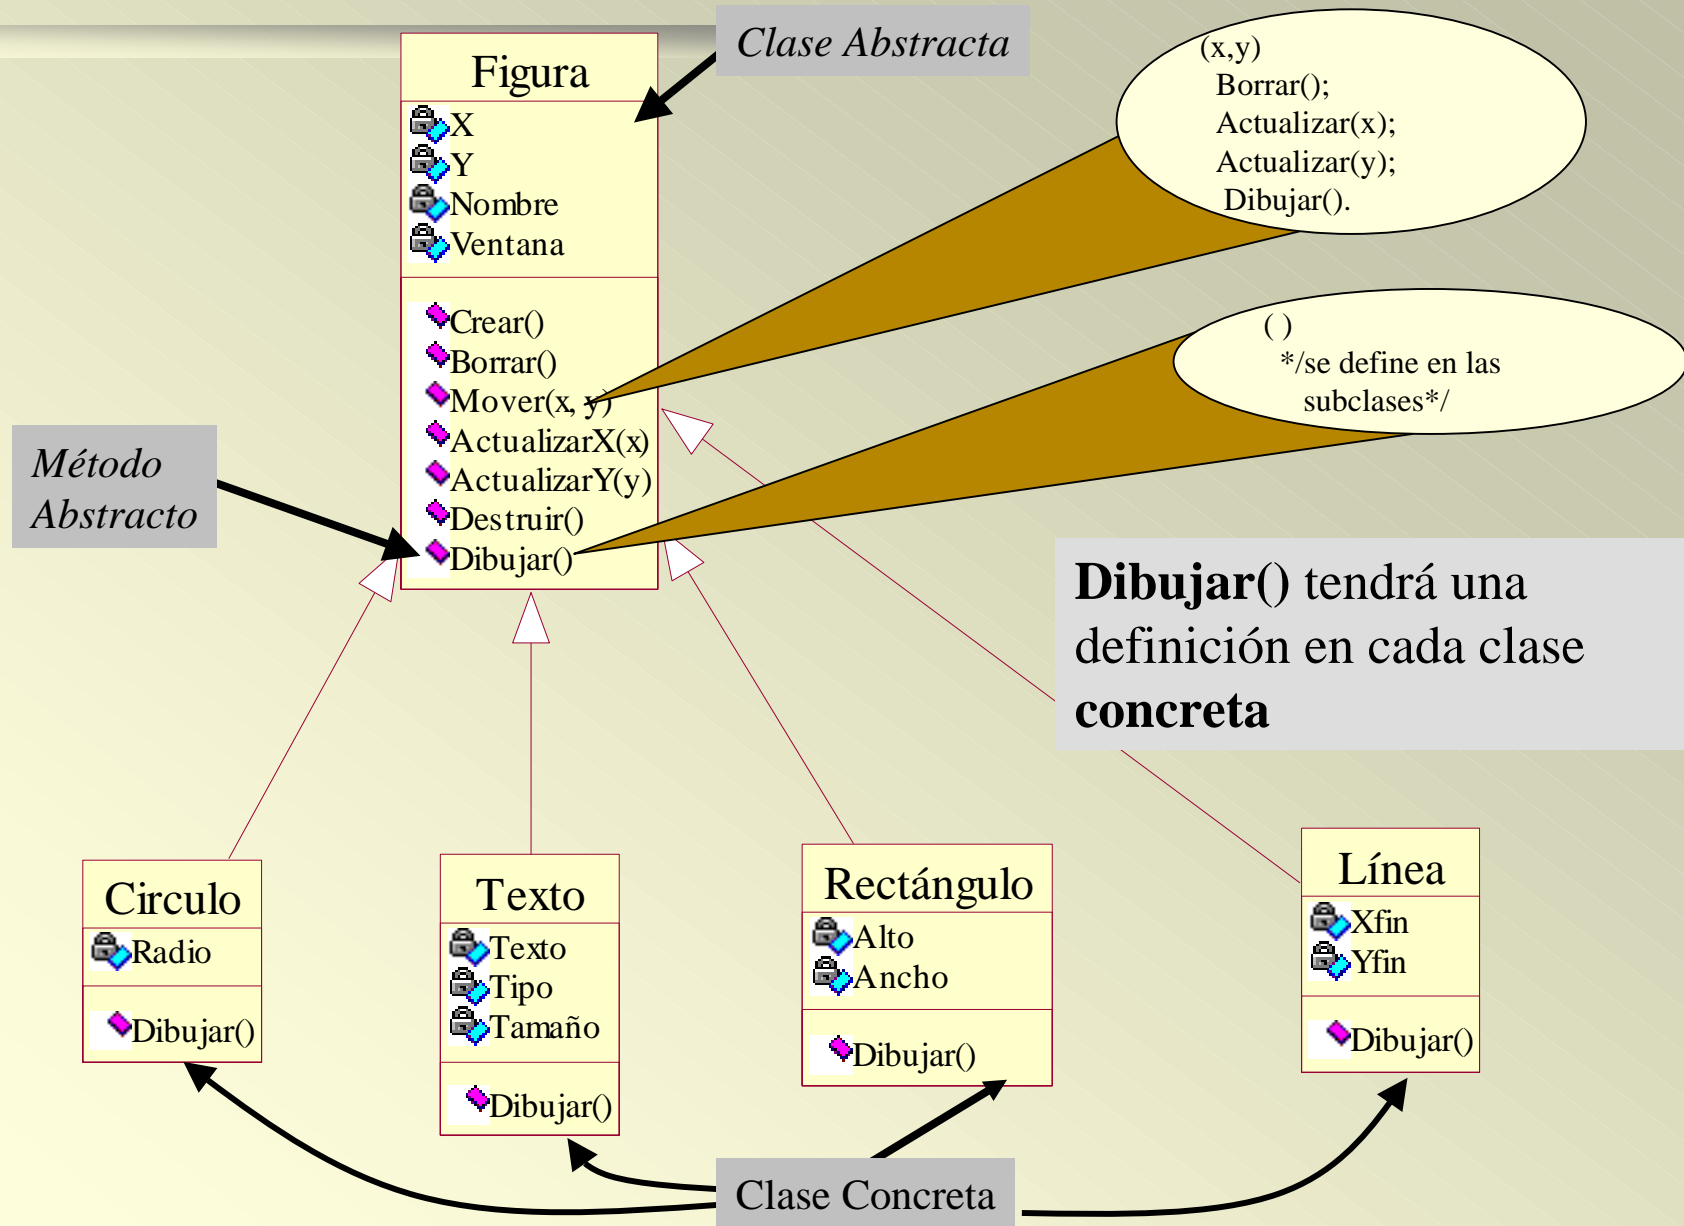 Clase Abstracta
Figura
X
Y
Nombre
Ventana
Crear()
Borrar()
Mover(x, y)
ActualizarX(x)
ActualizarY(y)
Destruir()
Dibujar()
(x,y)
Borrar();
Actualizar(x);
Actualizar(y);
Dibujar().
( )
*/se define en las
subclases*/
Método
Abstracto
Dibujar() tendrá una
definición en cada clase
concreta
Circulo
Radio
Dibujar()
Texto
Texto
Tipo
Tamaño
Dibujar()
Rectángulo
Alto
Ancho
Dibujar()
Línea
Xfin
Yfin
Dibujar()
Clase Concreta